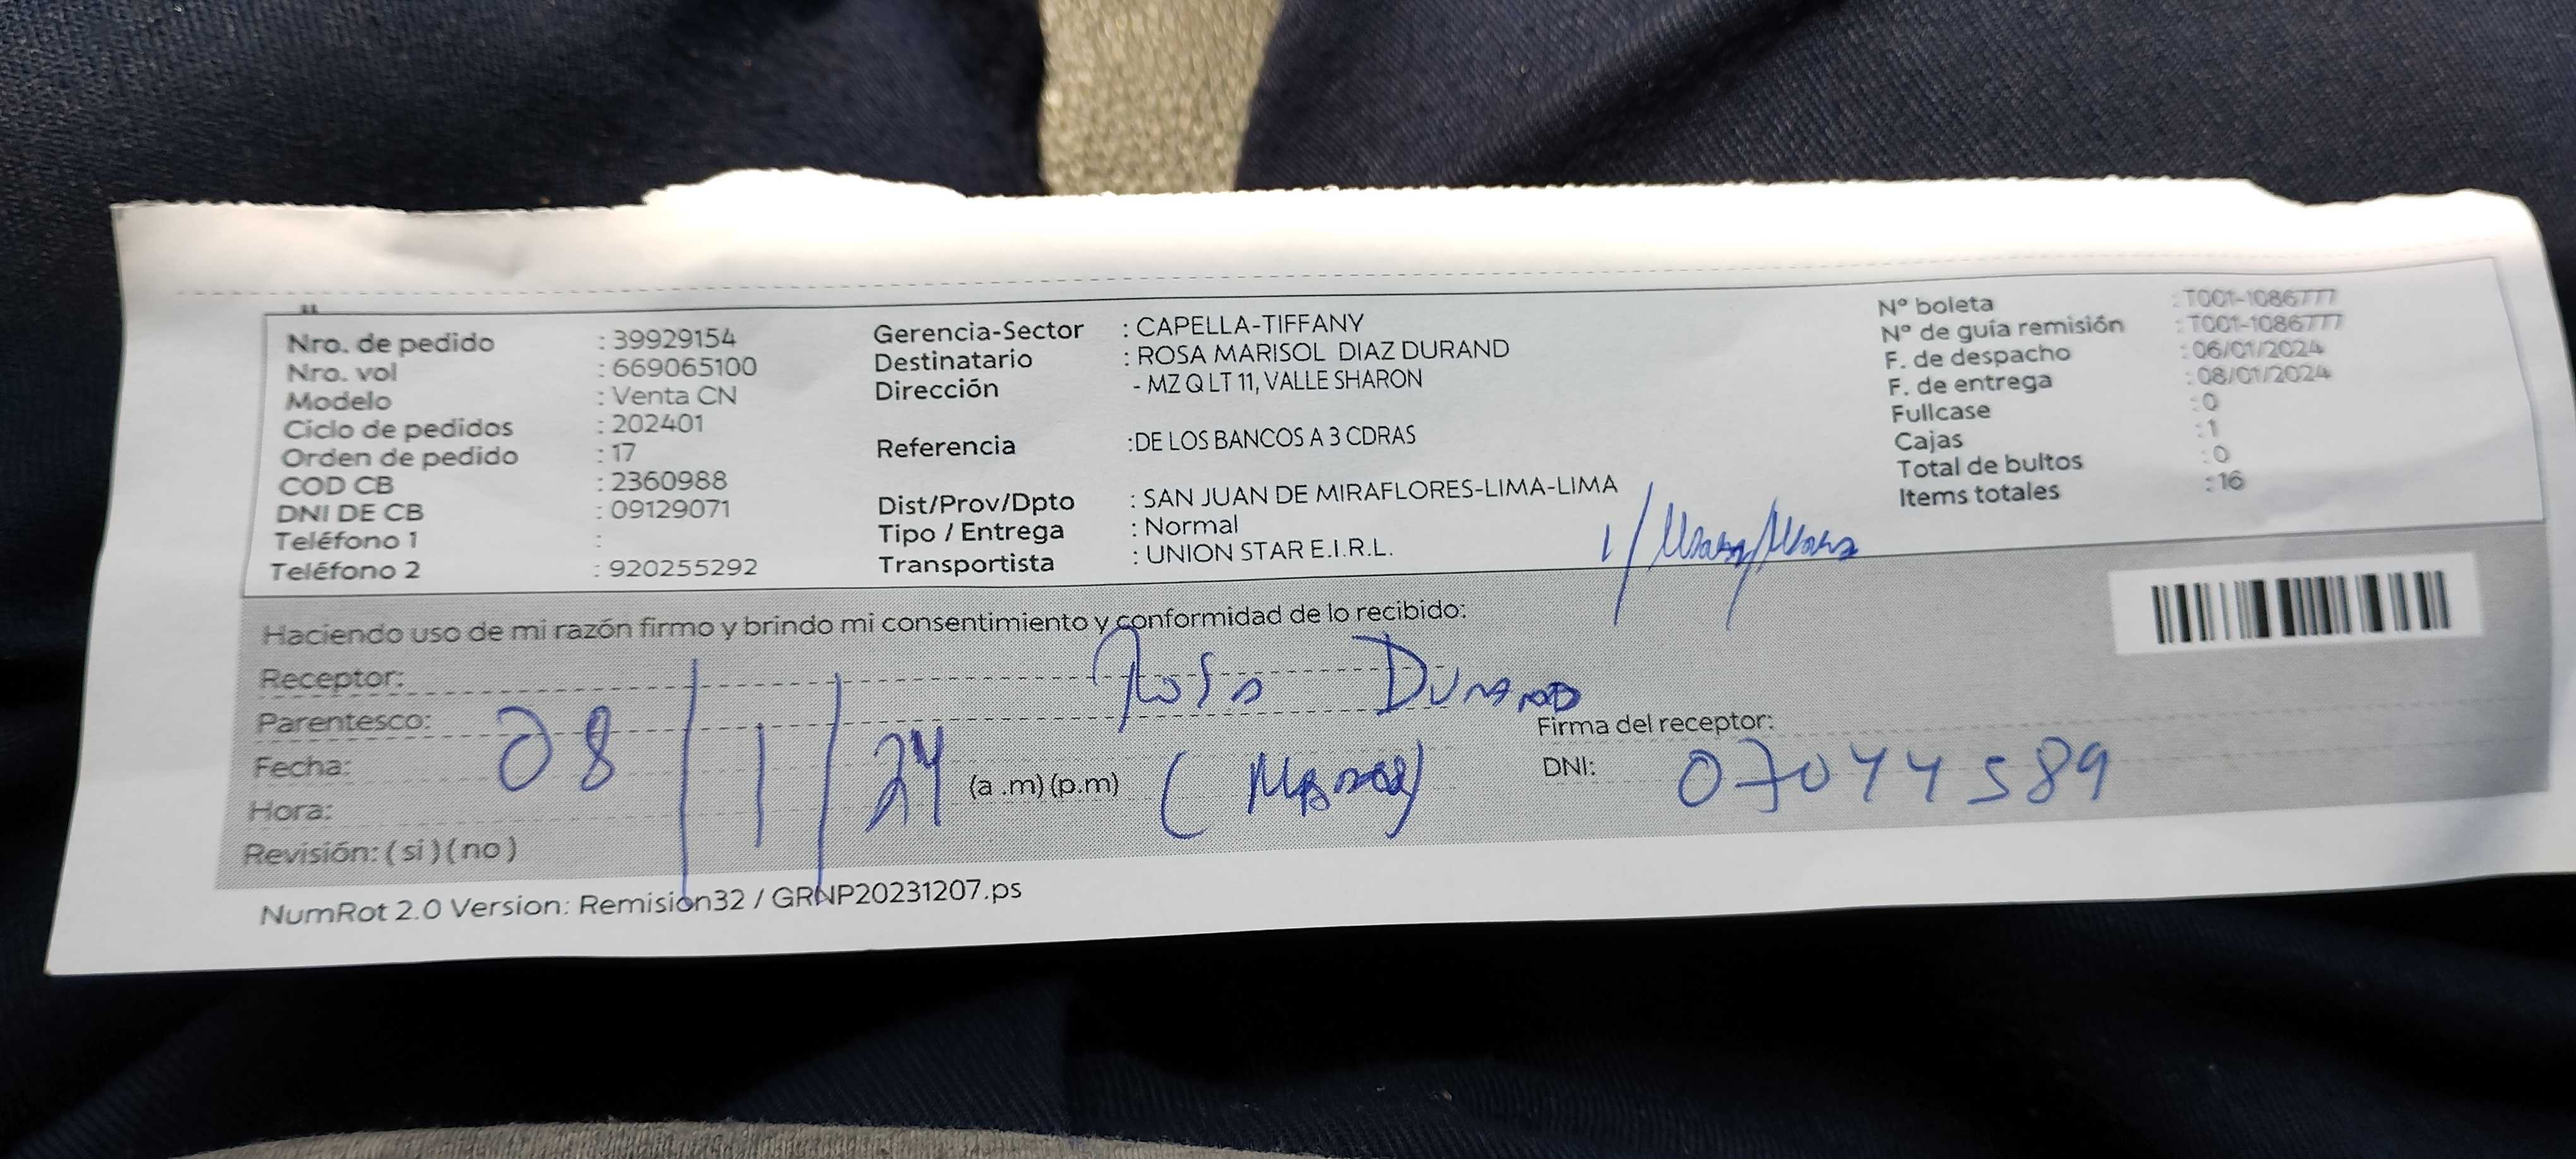 Nro. de pedido : 39929154
Nro. vol : 669065100
Modelo : Venta CN
Ciclo de pedidos : 202401
Orden de pedido : 17
COD CB : 2360988
DNI DE CB : 09129071
Teléfono 1 :
Teléfono 2 : 920255292
Gerencia-Sector : CAPELLA-TIFFANY
Destinatario : ROSA MARISOL DIAZ DURAND
Dirección - MZ Q LT 11, VALLE SHARON
Referencia :DE LOS BANCOS A 3 CDRAS
Dist/Prov/Dpto : SAN JUAN DE MIRAFLORES-LIMA-LIMA
Tipo / Entrega : Normal
Transportista : UNION STAR E.I.R.L.
Nº boleta : T001-1086777
Nº de guía remisión : T001-1086777
F. de despacho : 06/01/2024
F. de entrega : 08/01/2024
Fullcase : 0
Cajas : 1
Total de bultos : 0
Items totales : 16
Haciendo uso de mi razón firmo y brindo mi consentimiento y conformidad de lo recibido:
Receptor: Rosa Durand
Parentesco:
Firma del receptor:
Fecha: 08/1/24
(a .m) (p.m)
DNI: 07044589
Hora:
Revisión: ( si ) ( no )
NumRot 2.0 Version: Remision32 / GRNP20231207.ps